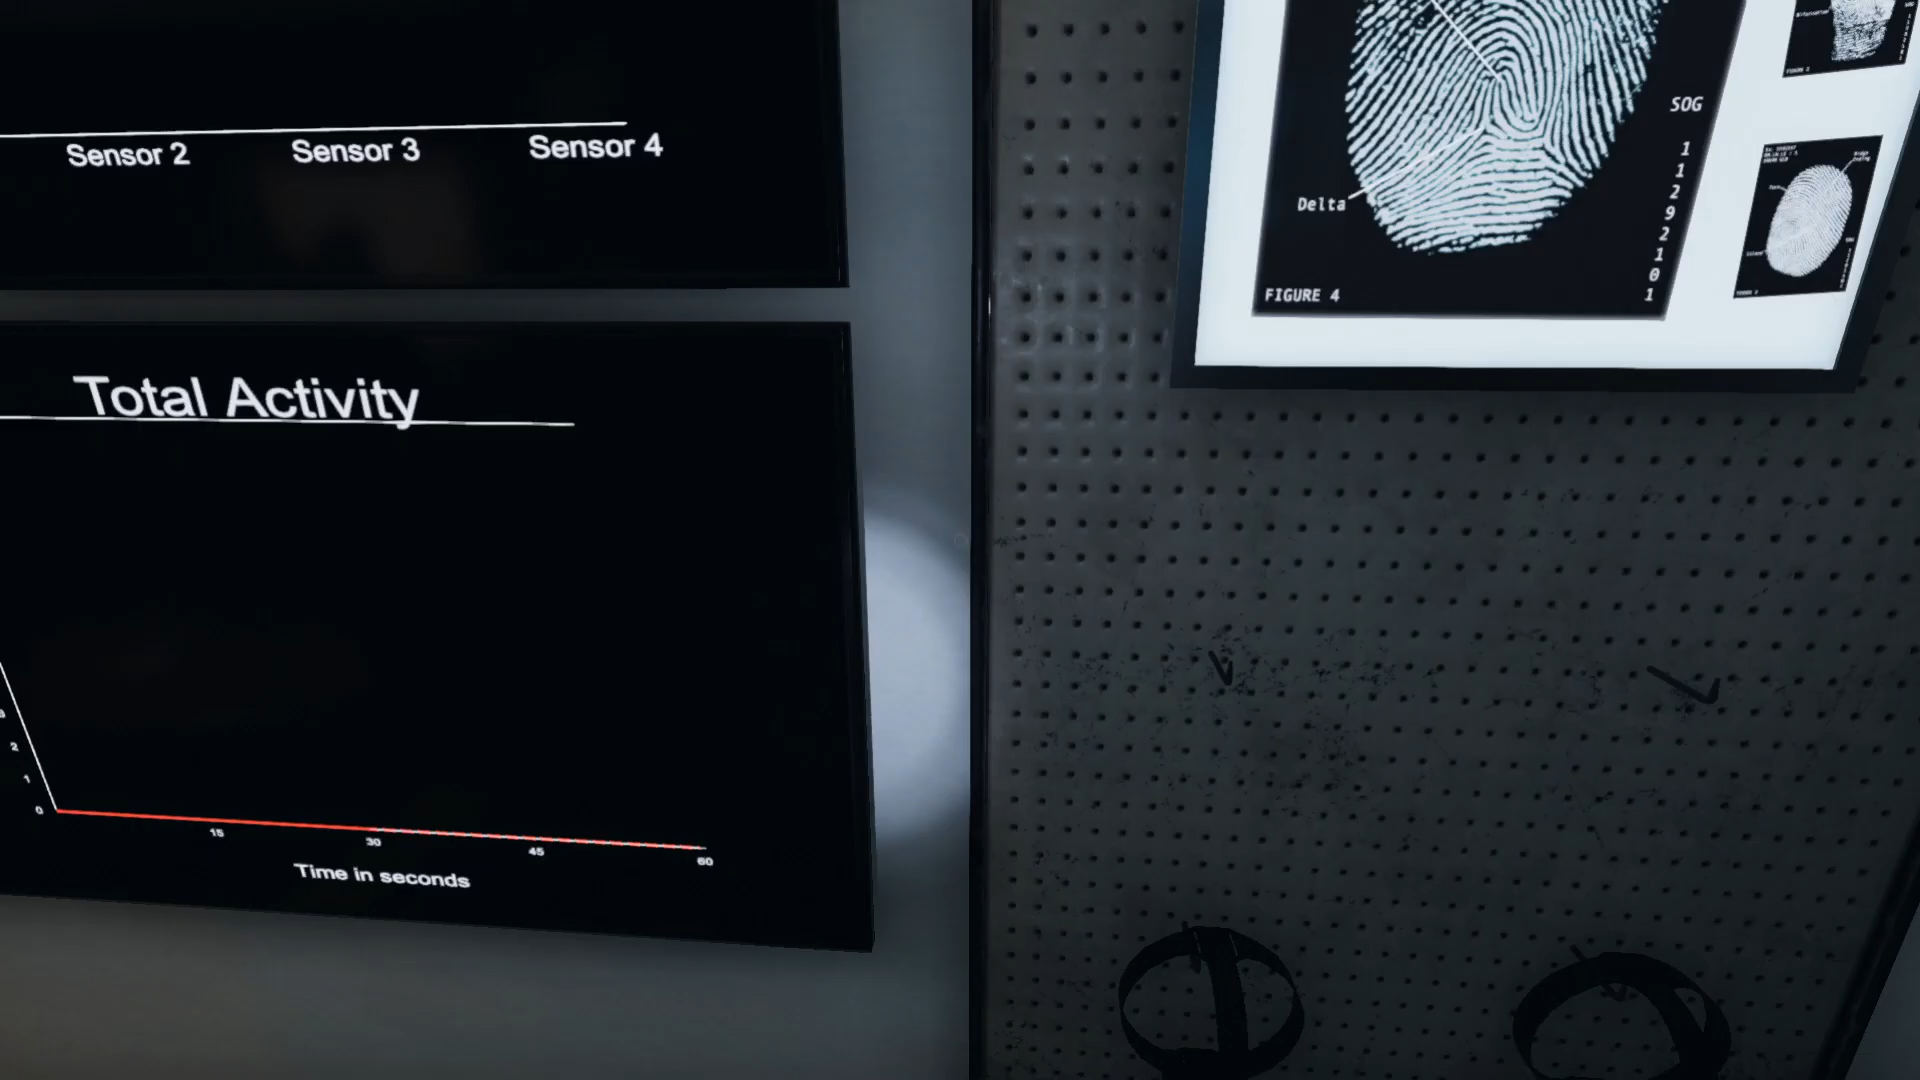 Sensor 2
Sensor 3
Sensor 4
Total Activity
2
1
0
15
30
45
60
Time in seconds
SOG
1
1
2
9
2
1
0
1
Delta
FIGURE 4